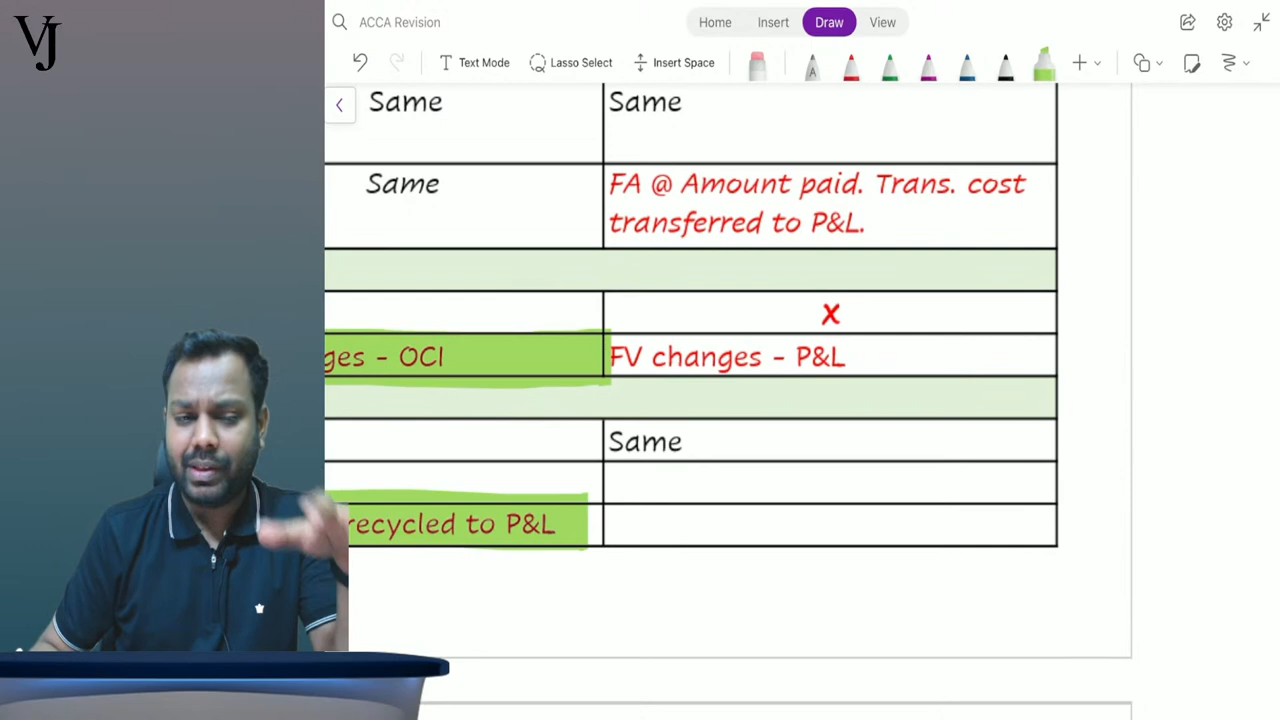 VJ
ACCA Revision
Home Insert Draw View
Text Mode Lasso Select Insert Space
A
Same Same
Same FA @ Amount paid. Trans. cost
transferred to P&L.
X
ges - OCI FV changes - P&L
Same
recycled to P&L